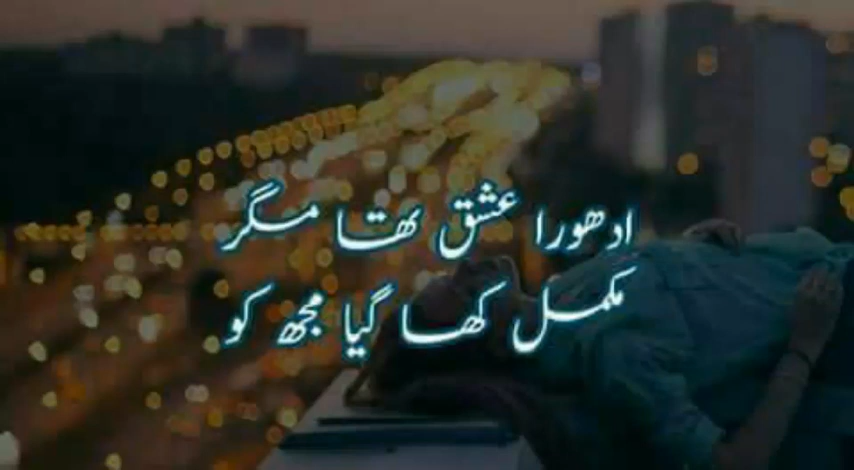 ادھورا عشق تھا مگر
مکمل کھا گیا مجھ کو